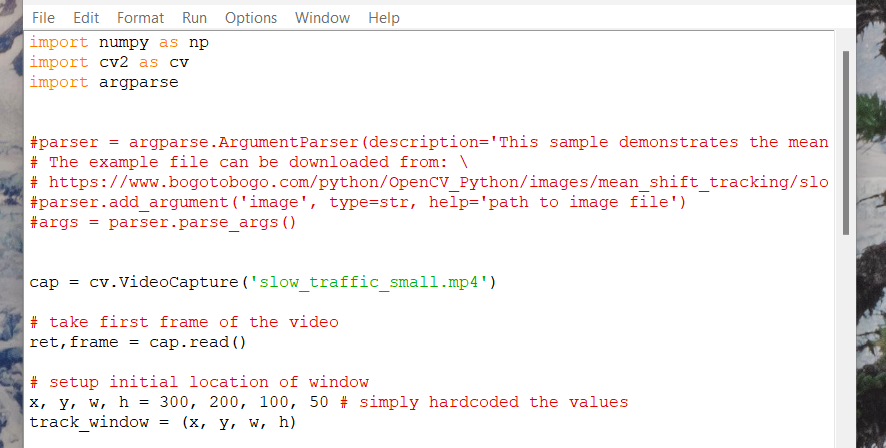 File Edit Format Run Options Window Help
import numpy as np
import cv2 as cv
import argparse
#parser = argparse.ArgumentParser(description='This sample demonstrates the mean
# The example file can be downloaded from: \
# https://www.bogotobogo.com/python/OpenCV_Python/images/mean_shift_tracking/slo
#parser.add_argument('image', type=str, help='path to image file')
#args = parser.parse_args()
cap = cv.VideoCapture('slow_traffic_small.mp4')
# take first frame of the video
ret,frame = cap.read()
# setup initial location of window
x, y, w, h = 300, 200, 100, 50 # simply hardcoded the values
track_window = (x, y, w, h)